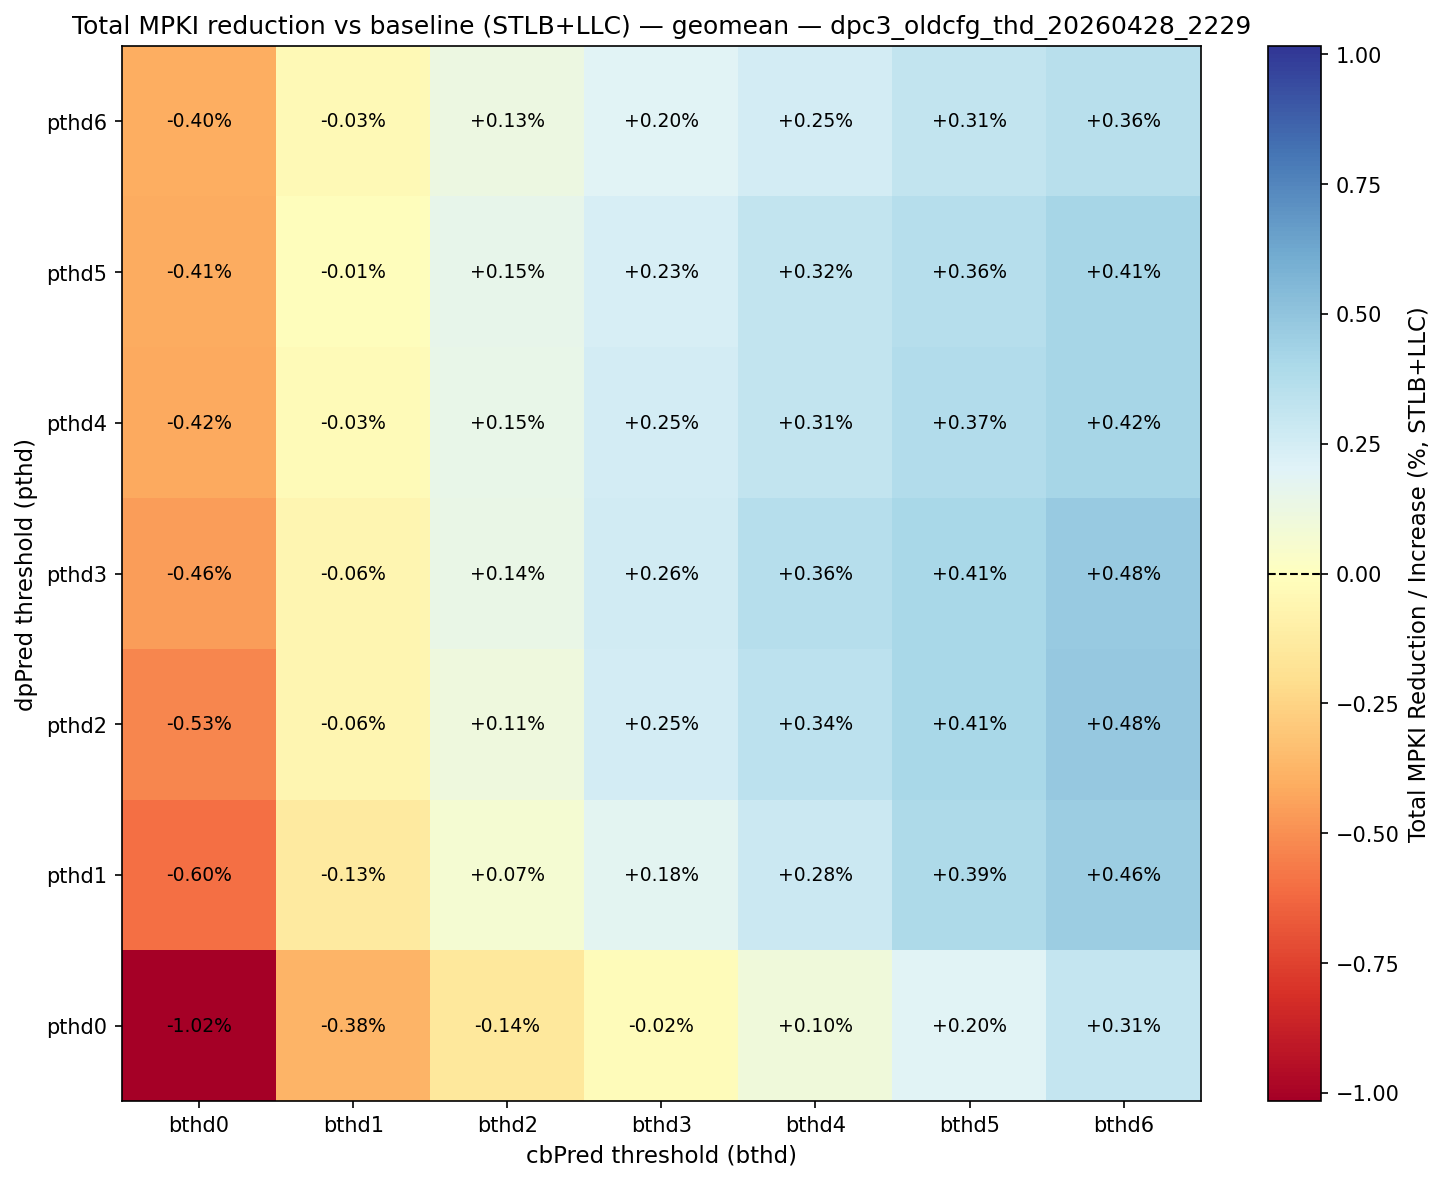 Total MPKI reduction vs baseline (STLB+LLC) — geomean — dpc3_oldcfg_thd_20260428_2229
dpPred threshold (pthd)
pthd6 -0.40% -0.03% +0.13% +0.20% +0.25% +0.31% +0.36%
pthd5 -0.41% -0.01% +0.15% +0.23% +0.32% +0.36% +0.41%
pthd4 -0.42% -0.03% +0.15% +0.25% +0.31% +0.37% +0.42%
pthd3 -0.46% -0.06% +0.14% +0.26% +0.36% +0.41% +0.48%
pthd2 -0.53% -0.06% +0.11% +0.25% +0.34% +0.41% +0.48%
pthd1 -0.60% -0.13% +0.07% +0.18% +0.28% +0.39% +0.46%
pthd0 -1.02% -0.38% -0.14% -0.02% +0.10% +0.20% +0.31%
bthd0 bthd1 bthd2 bthd3 bthd4 bthd5 bthd6
cbPred threshold (bthd)
1.00
0.75
0.50
0.25
0.00
−0.25
−0.50
−0.75
−1.00
Total MPKI Reduction / Increase (%, STLB+LLC)